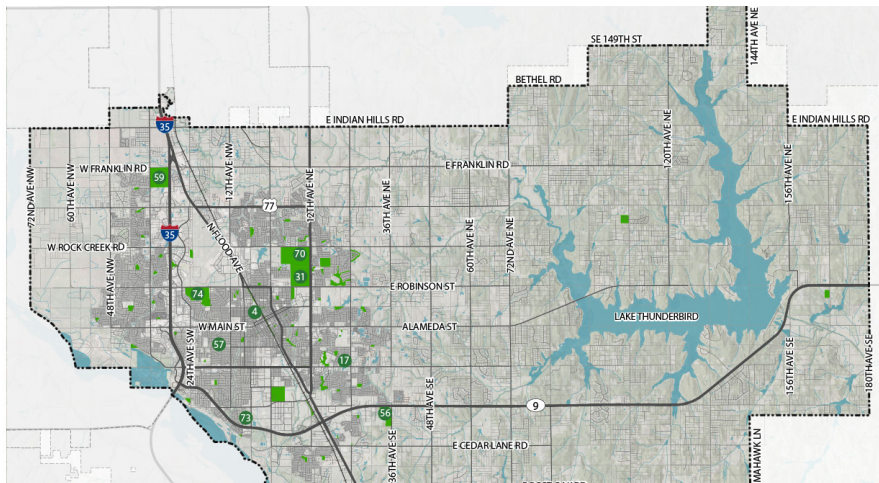 SE 149TH ST
144TH AVE NE
BETHEL RD
E INDIAN HILLS RD
E INDIAN HILLS RD
35
72ND AVE NW
60TH AVE NW
W FRANKLIN RD
59
12TH AVE NW
12TH AVE NE
E FRANKLIN RD
36TH AVE NE
60TH AVE NE
72ND AVE NE
120TH AVE NE
156TH AVE NE
77
35
N FLOOD AVE
W ROCK CREEK RD
48TH AVE NW
70
31
E ROBINSON ST
74
4
W MAIN ST
ALAMEDA ST
LAKE THUNDERBIRD
57
24TH AVE SW
17
156TH AVE SE
180TH AVE SE
48TH AVE SE
9
73
56
36TH AVE SE
E CEDAR LANE RD
MAHAWK LN